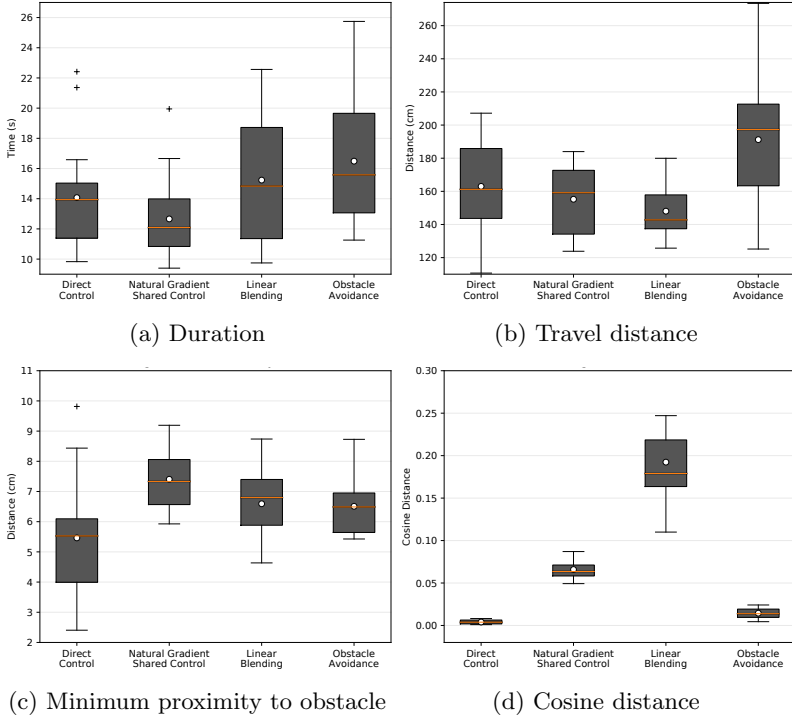 26
24
22
20
18
16
14
12
10
Time (s)
Direct
Control
Natural Gradient
Shared Control
Linear
Blending
Obstacle
Avoidance
(a) Duration
260
240
220
200
180
160
140
120
Distance (cm)
Direct
Control
Natural Gradient
Shared Control
Linear
Blending
Obstacle
Avoidance
(b) Travel distance
11
10
9
8
7
6
5
4
3
2
Distance (cm)
Direct
Control
Natural Gradient
Shared Control
Linear
Blending
Obstacle
Avoidance
(c) Minimum proximity to obstacle
0.30
0.25
0.20
0.15
0.10
0.05
0.00
Cosine Distance
Direct
Control
Natural Gradient
Shared Control
Linear
Blending
Obstacle
Avoidance
(d) Cosine distance